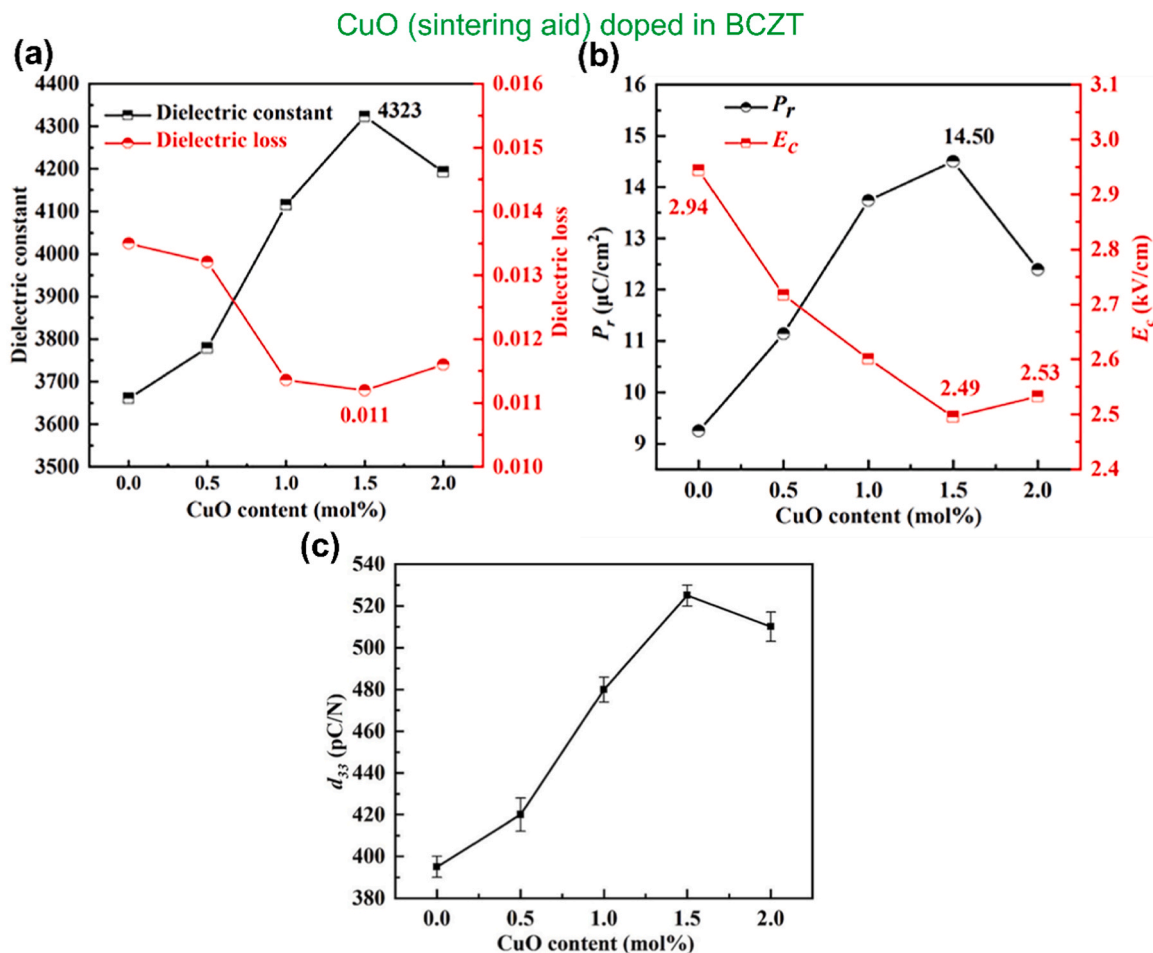 CuO (sintering aid) doped in BCZT
(a)
4400
4300
4200
4100
4000
3900
3800
3700
3600
3500
Dielectric constant
Dielectric constant
Dielectric loss
4323
0.011
0.016
0.015
0.014
0.013
0.012
0.011
0.010
Dielectric loss
0.0 0.5 1.0 1.5 2.0
CuO content (mol%)
(b)
16
15
14
13
12
11
10
9
Pr (μC/cm²)
Pr
Ec
14.50
2.94
2.49
2.53
3.1
3.0
2.9
2.8
2.7
2.6
2.5
2.4
Ec (kV/cm)
0.0 0.5 1.0 1.5 2.0
CuO content (mol%)
(c)
540
520
500
480
460
440
420
400
380
d33 (pC/N)
0.0 0.5 1.0 1.5 2.0
CuO content (mol%)